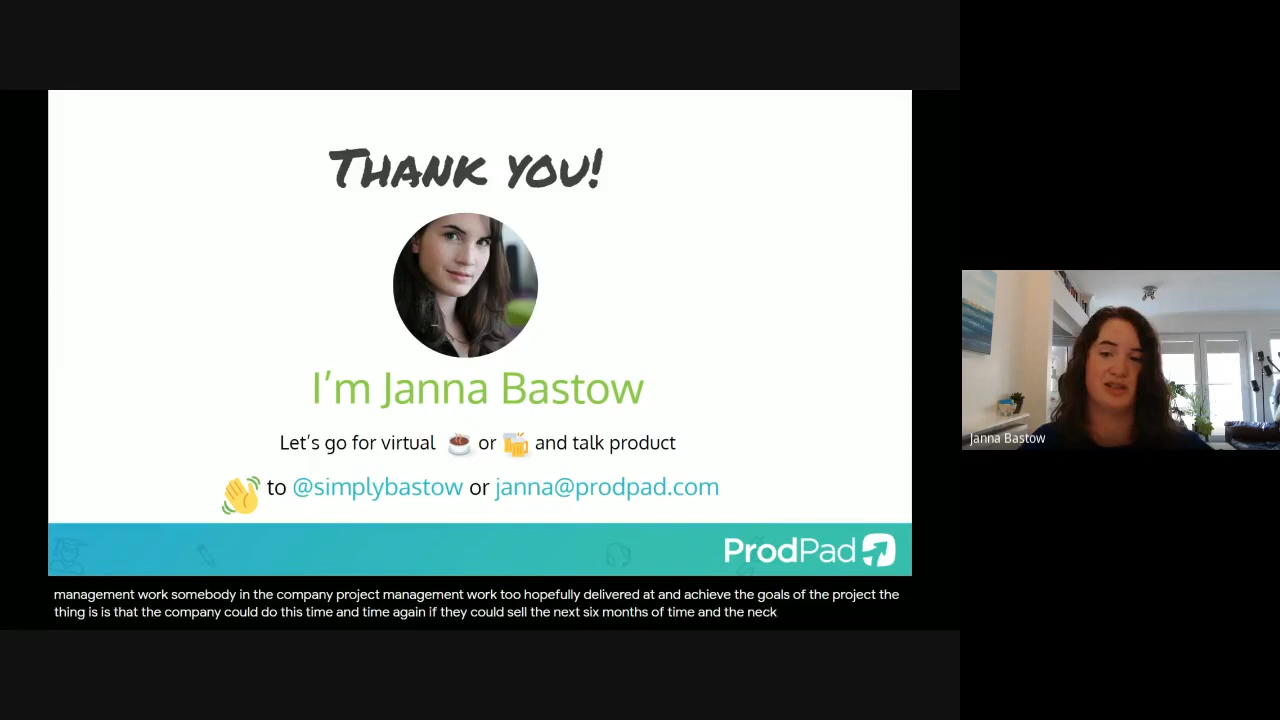 Thank you!
I'm Janna Bastow
Let's go for virtual ☕ or 🍻 and talk product
👋 to @simplybastow or janna@prodpad.com
ProdPad
management work somebody in the company project management work too hopefully delivered at and achieve the goals of the project the
thing is is that the company could do this time and time again if they could sell the next six months of time and the neck
Janna Bastow